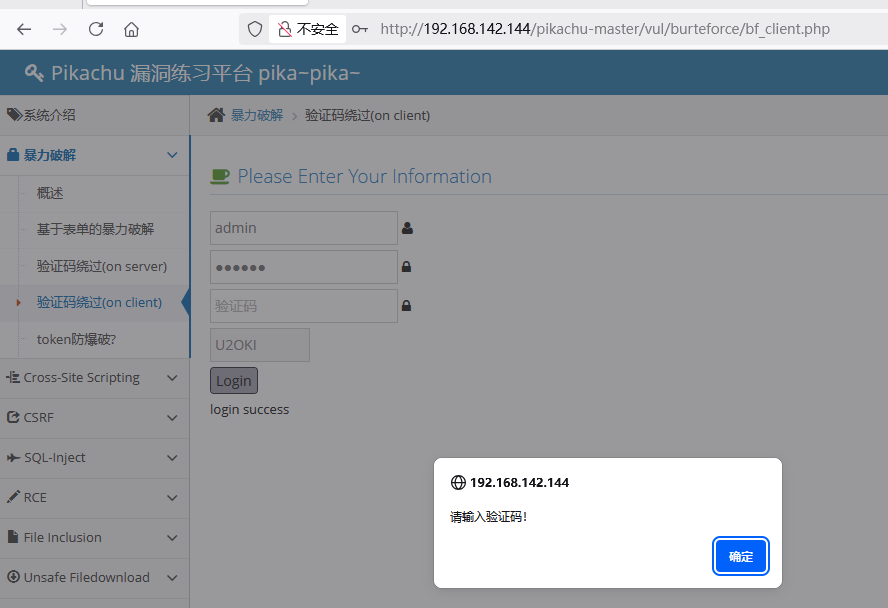 不安全
http://192.168.142.144/pikachu-master/vul/burteforce/bf_client.php
Pikachu 漏洞练习平台 pika~pika~
系统介绍
暴力破解
概述
基于表单的暴力破解
验证码绕过(on server)
验证码绕过(on client)
token防爆破?
Cross-Site Scripting
CSRF
SQL-Inject
RCE
File Inclusion
Unsafe Filedownload
暴力破解 > 验证码绕过(on client)
Please Enter Your Information
admin
●●●●●●
验证码
U2OKI
Login
login success
192.168.142.144
请输入验证码!
确定